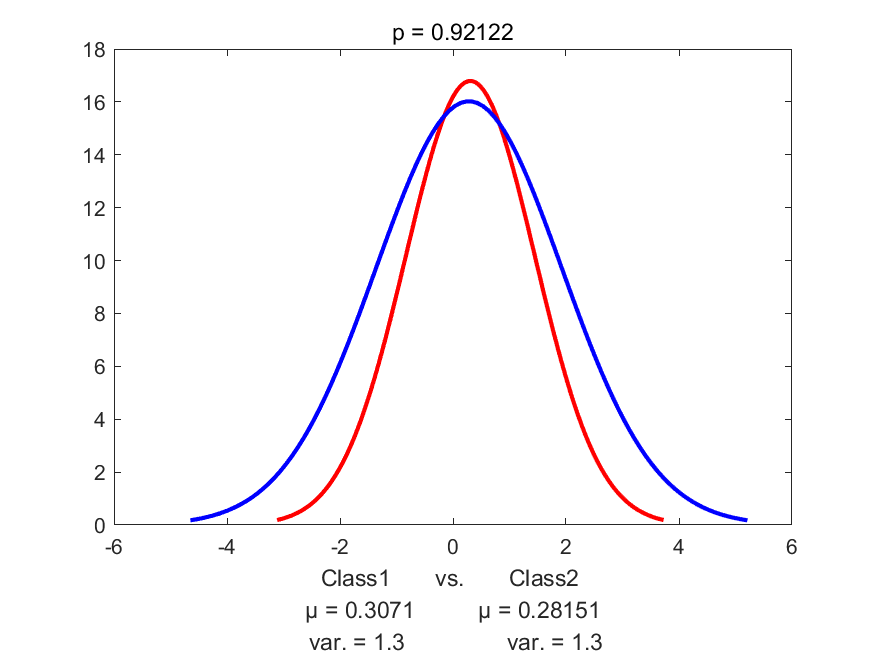 p = 0.92122
18
16
14
12
10
8
6
4
2
0
-6 -4 -2 0 2 4 6
Class1 vs. Class2
μ = 0.3071 μ = 0.28151
var. = 1.3 var. = 1.3